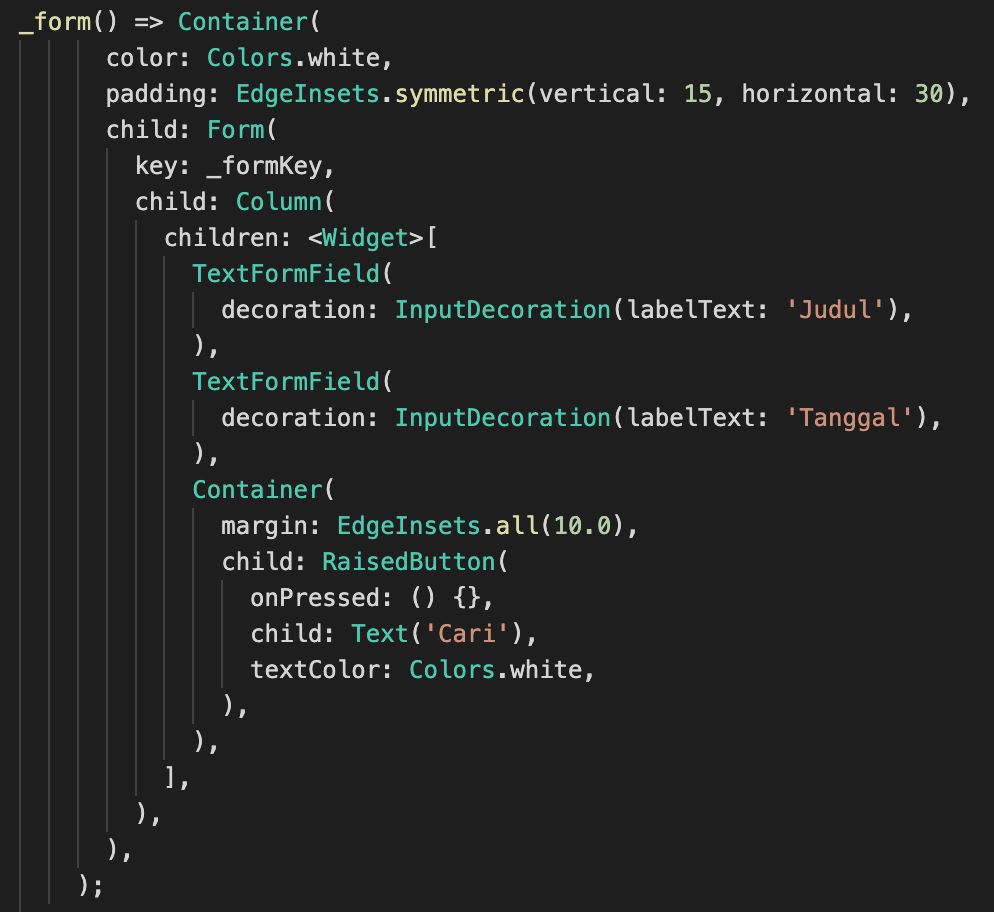 _form() => Container(
color: Colors.white,
padding: EdgeInsets.symmetric(vertical: 15, horizontal: 30),
child: Form(
key: _formKey,
child: Column(
children: <Widget>[
TextFormField(
decoration: InputDecoration(labelText: 'Judul'),
),
TextFormField(
decoration: InputDecoration(labelText: 'Tanggal'),
),
Container(
margin: EdgeInsets.all(10.0),
child: RaisedButton(
onPressed: () {},
child: Text('Cari'),
textColor: Colors.white,
),
),
],
),
),
);